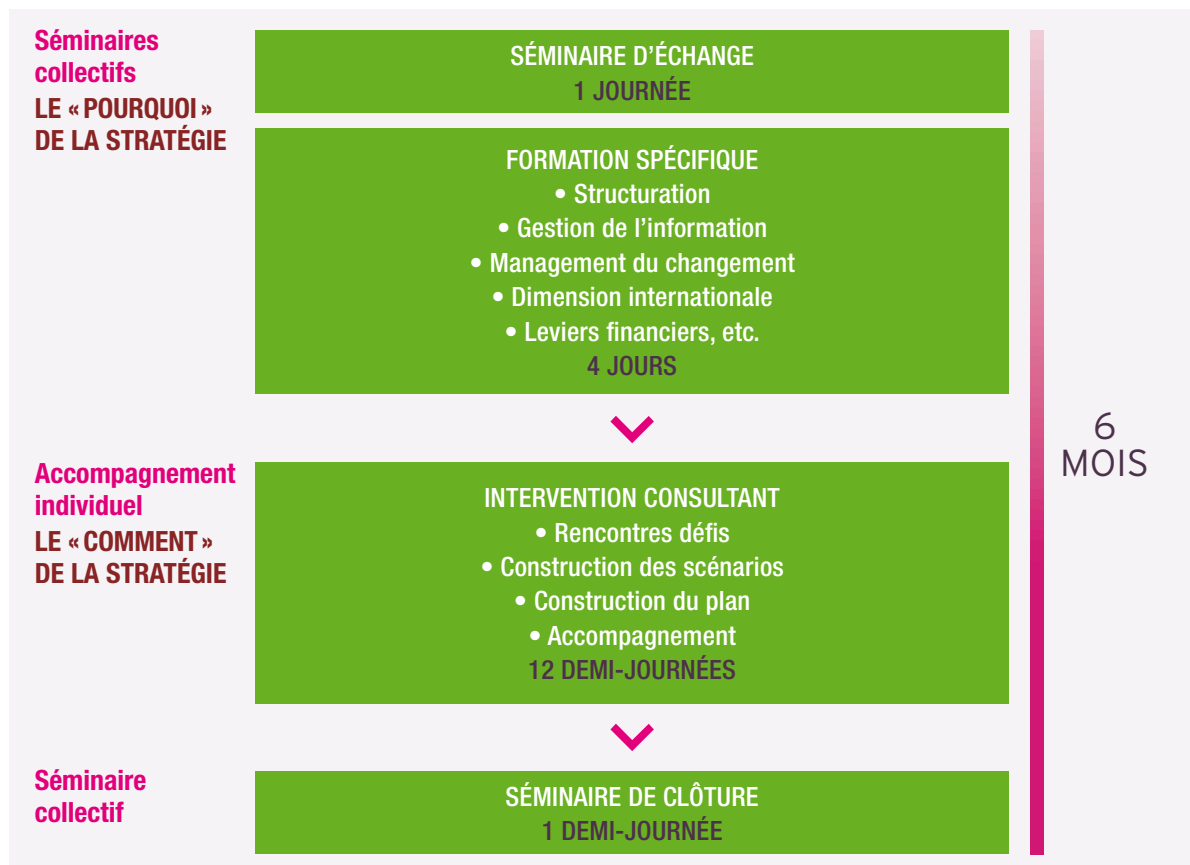 Séminaires
collectifs
LE « POURQUOI »
DE LA STRATÉGIE
SÉMINAIRE D’ÉCHANGE
1 JOURNÉE
FORMATION SPÉCIFIQUE
• Structuration
• Gestion de l’information
• Management du changement
• Dimension internationale
• Leviers financiers, etc.
4 JOURS
Accompagnement
individuel
LE « COMMENT »
DE LA STRATÉGIE
INTERVENTION CONSULTANT
• Rencontres défis
• Construction des scénarios
• Construction du plan
• Accompagnement
12 DEMI-JOURNÉES
Séminaire
collectif
SÉMINAIRE DE CLÔTURE
1 DEMI-JOURNÉE
6
MOIS